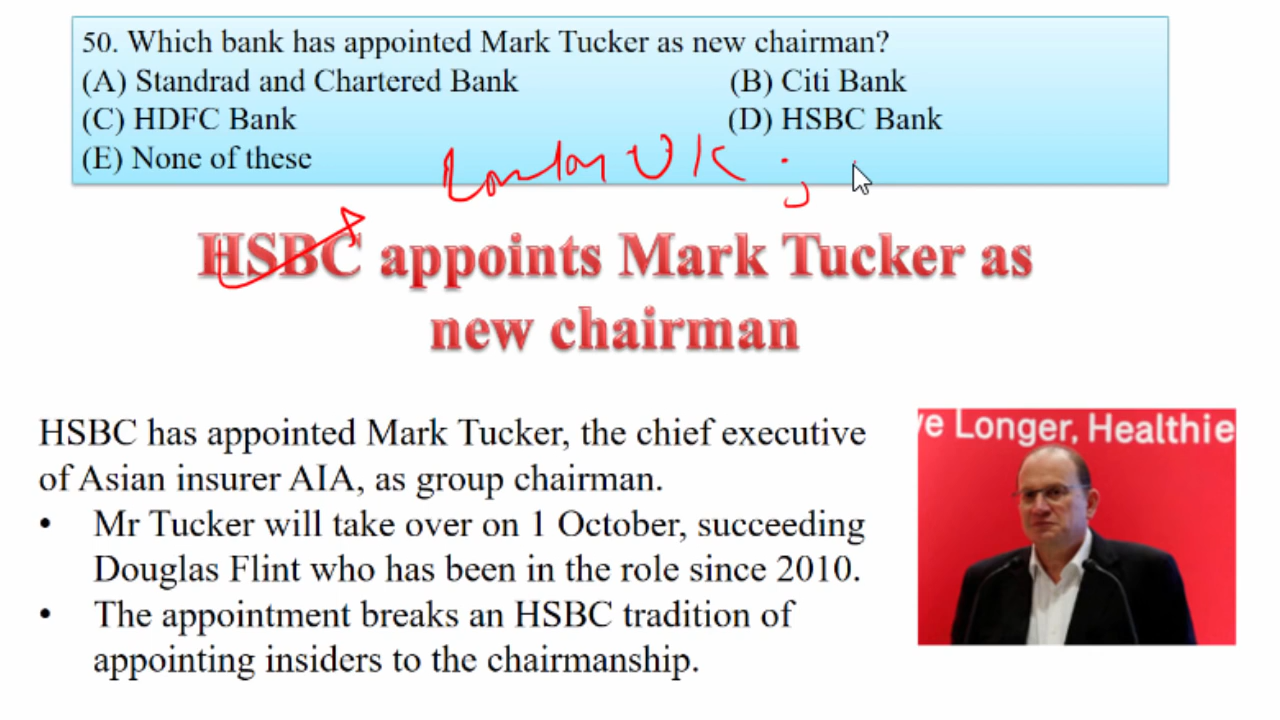 50. Which bank has appointed Mark Tucker as new chairman?
(A) Standrad and Chartered Bank (B) Citi Bank
(C) HDFC Bank (D) HSBC Bank
(E) None of these
London UK
HSBC appoints Mark Tucker as
new chairman
HSBC has appointed Mark Tucker, the chief executive
of Asian insurer AIA, as group chairman.
• Mr Tucker will take over on 1 October, succeeding
Douglas Flint who has been in the role since 2010.
• The appointment breaks an HSBC tradition of
appointing insiders to the chairmanship.
ve Longer, Healthie